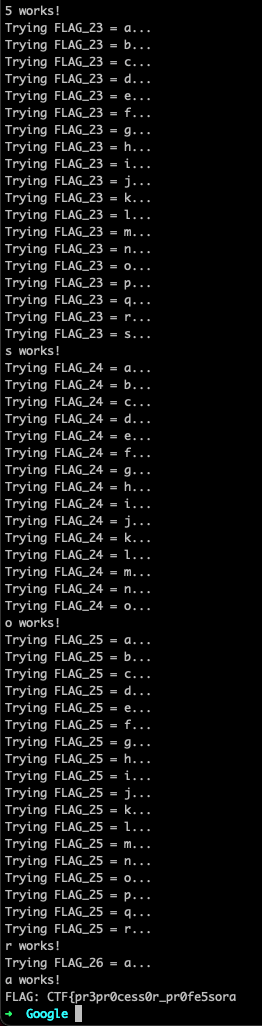 5 works!
Trying FLAG_23 = a...
Trying FLAG_23 = b...
Trying FLAG_23 = c...
Trying FLAG_23 = d...
Trying FLAG_23 = e...
Trying FLAG_23 = f...
Trying FLAG_23 = g...
Trying FLAG_23 = h...
Trying FLAG_23 = i...
Trying FLAG_23 = j...
Trying FLAG_23 = k...
Trying FLAG_23 = l...
Trying FLAG_23 = m...
Trying FLAG_23 = n...
Trying FLAG_23 = o...
Trying FLAG_23 = p...
Trying FLAG_23 = q...
Trying FLAG_23 = r...
Trying FLAG_23 = s...
s works!
Trying FLAG_24 = a...
Trying FLAG_24 = b...
Trying FLAG_24 = c...
Trying FLAG_24 = d...
Trying FLAG_24 = e...
Trying FLAG_24 = f...
Trying FLAG_24 = g...
Trying FLAG_24 = h...
Trying FLAG_24 = i...
Trying FLAG_24 = j...
Trying FLAG_24 = k...
Trying FLAG_24 = l...
Trying FLAG_24 = m...
Trying FLAG_24 = n...
Trying FLAG_24 = o...
o works!
Trying FLAG_25 = a...
Trying FLAG_25 = b...
Trying FLAG_25 = c...
Trying FLAG_25 = d...
Trying FLAG_25 = e...
Trying FLAG_25 = f...
Trying FLAG_25 = g...
Trying FLAG_25 = h...
Trying FLAG_25 = i...
Trying FLAG_25 = j...
Trying FLAG_25 = k...
Trying FLAG_25 = l...
Trying FLAG_25 = m...
Trying FLAG_25 = n...
Trying FLAG_25 = o...
Trying FLAG_25 = p...
Trying FLAG_25 = q...
Trying FLAG_25 = r...
r works!
Trying FLAG_26 = a...
a works!
FLAG: CTF{pr3pr0cess0r_pr0fe5sora
➜ Google